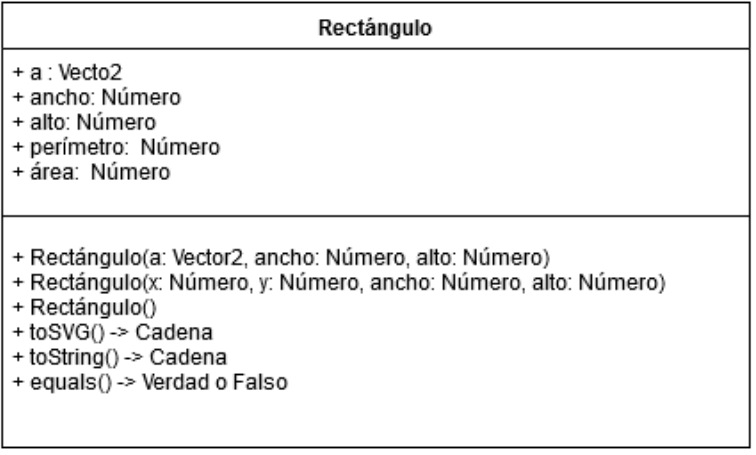 Rectángulo
+ a : Vecto2
+ ancho: Número
+ alto: Número
+ perímetro: Número
+ área: Número
+ Rectángulo(a: Vector2, ancho: Número, alto: Número)
+ Rectángulo(x: Número, y: Número, ancho: Número, alto: Número)
+ Rectángulo()
+ toSVG() -> Cadena
+ toString() -> Cadena
+ equals() -> Verdad o Falso